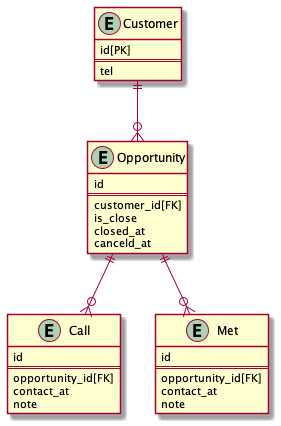 E Customer
id[PK]
tel
E Opportunity
id
customer_id[FK]
is_close
closed_at
canceld_at
E Call
id
opportunity_id[FK]
contact_at
note
E Met
id
opportunity_id[FK]
contact_at
note